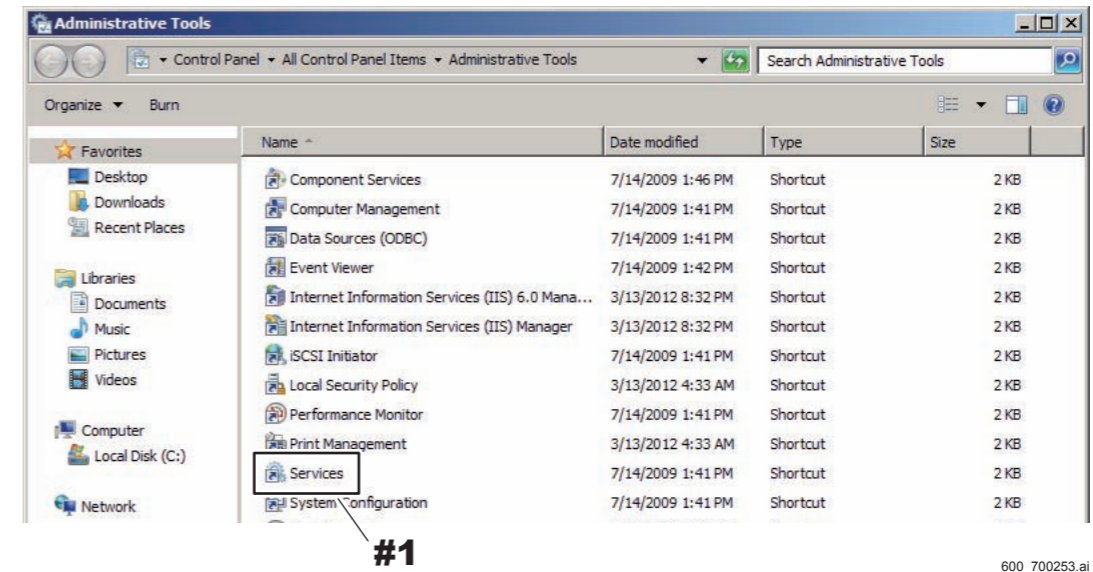 Administrative Tools
Control Panel All Control Panel Items Administrative Tools Search Administrative Tools
Organize Burn
Name Date modified Type Size
Favorites
Desktop
Downloads
Recent Places
Libraries
Documents
Music
Pictures
Videos
Computer
Local Disk (C:)
Network
Component Services 7/14/2009 1:46 PM Shortcut 2 KB
Computer Management 7/14/2009 1:41 PM Shortcut 2 KB
Data Sources (ODBC) 7/14/2009 1:41 PM Shortcut 2 KB
Event Viewer 7/14/2009 1:42 PM Shortcut 2 KB
Internet Information Services (IIS) 6.0 Mana... 3/13/2012 8:32 PM Shortcut 2 KB
Internet Information Services (IIS) Manager 3/13/2012 8:32 PM Shortcut 2 KB
iSCSI Initiator 7/14/2009 1:41 PM Shortcut 2 KB
Local Security Policy 3/13/2012 4:33 AM Shortcut 2 KB
Performance Monitor 7/14/2009 1:41 PM Shortcut 2 KB
Print Management 3/13/2012 4:33 AM Shortcut 2 KB
Services 7/14/2009 1:41 PM Shortcut 2 KB
System Configuration 7/14/2009 1:41 PM Shortcut 2 KB
#1
600_700253.ai